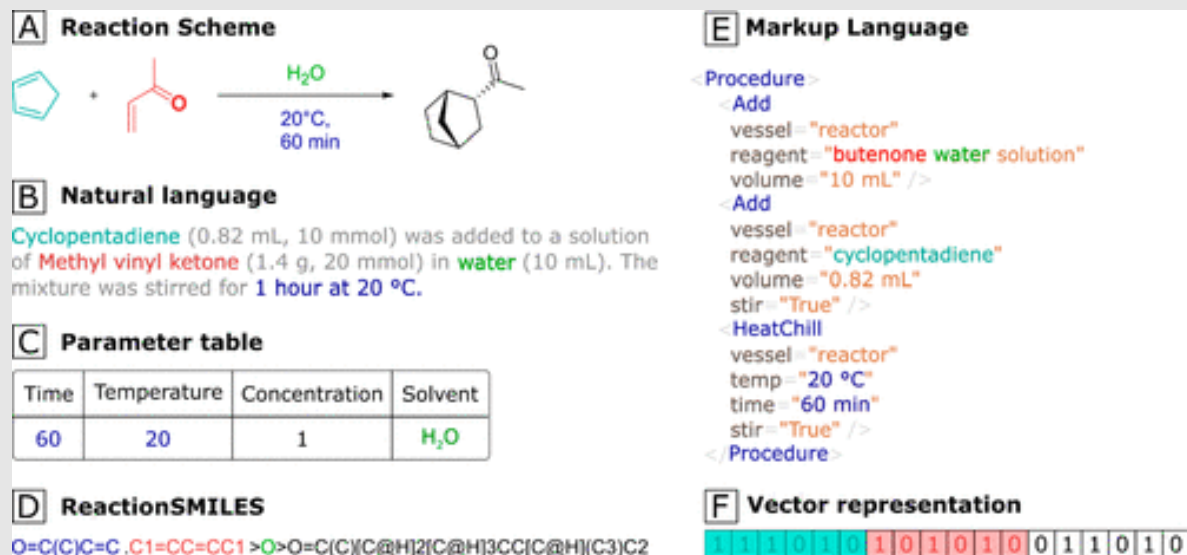 A Reaction Scheme
+
O
H₂O
20°C,
60 min
O
B Natural language
Cyclopentadiene (0.82 mL, 10 mmol) was added to a solution
of Methyl vinyl ketone (1.4 g, 20 mmol) in water (10 mL). The
mixture was stirred for 1 hour at 20 ºC.
C Parameter table
Time Temperature Concentration Solvent
60 20 1 H₂O
D ReactionSMILES
O=C(C)C=C.C1=CC=CC1>O>O=C(C)[C@H]2[C@H]3CC[C@H](C3)C2
E Markup Language
<Procedure>
<Add
vessel="reactor"
reagent="butenone water solution"
volume="10 mL" />
<Add
vessel="reactor"
reagent="cyclopentadiene"
volume="0.82 mL"
stir="True" />
<HeatChill
vessel="reactor"
temp="20 ºC"
time="60 min"
stir="True" />
</Procedure>
F Vector representation
1 1 1 0 1 0 1 0 1 0 1 0 0 1 1 0 1 0